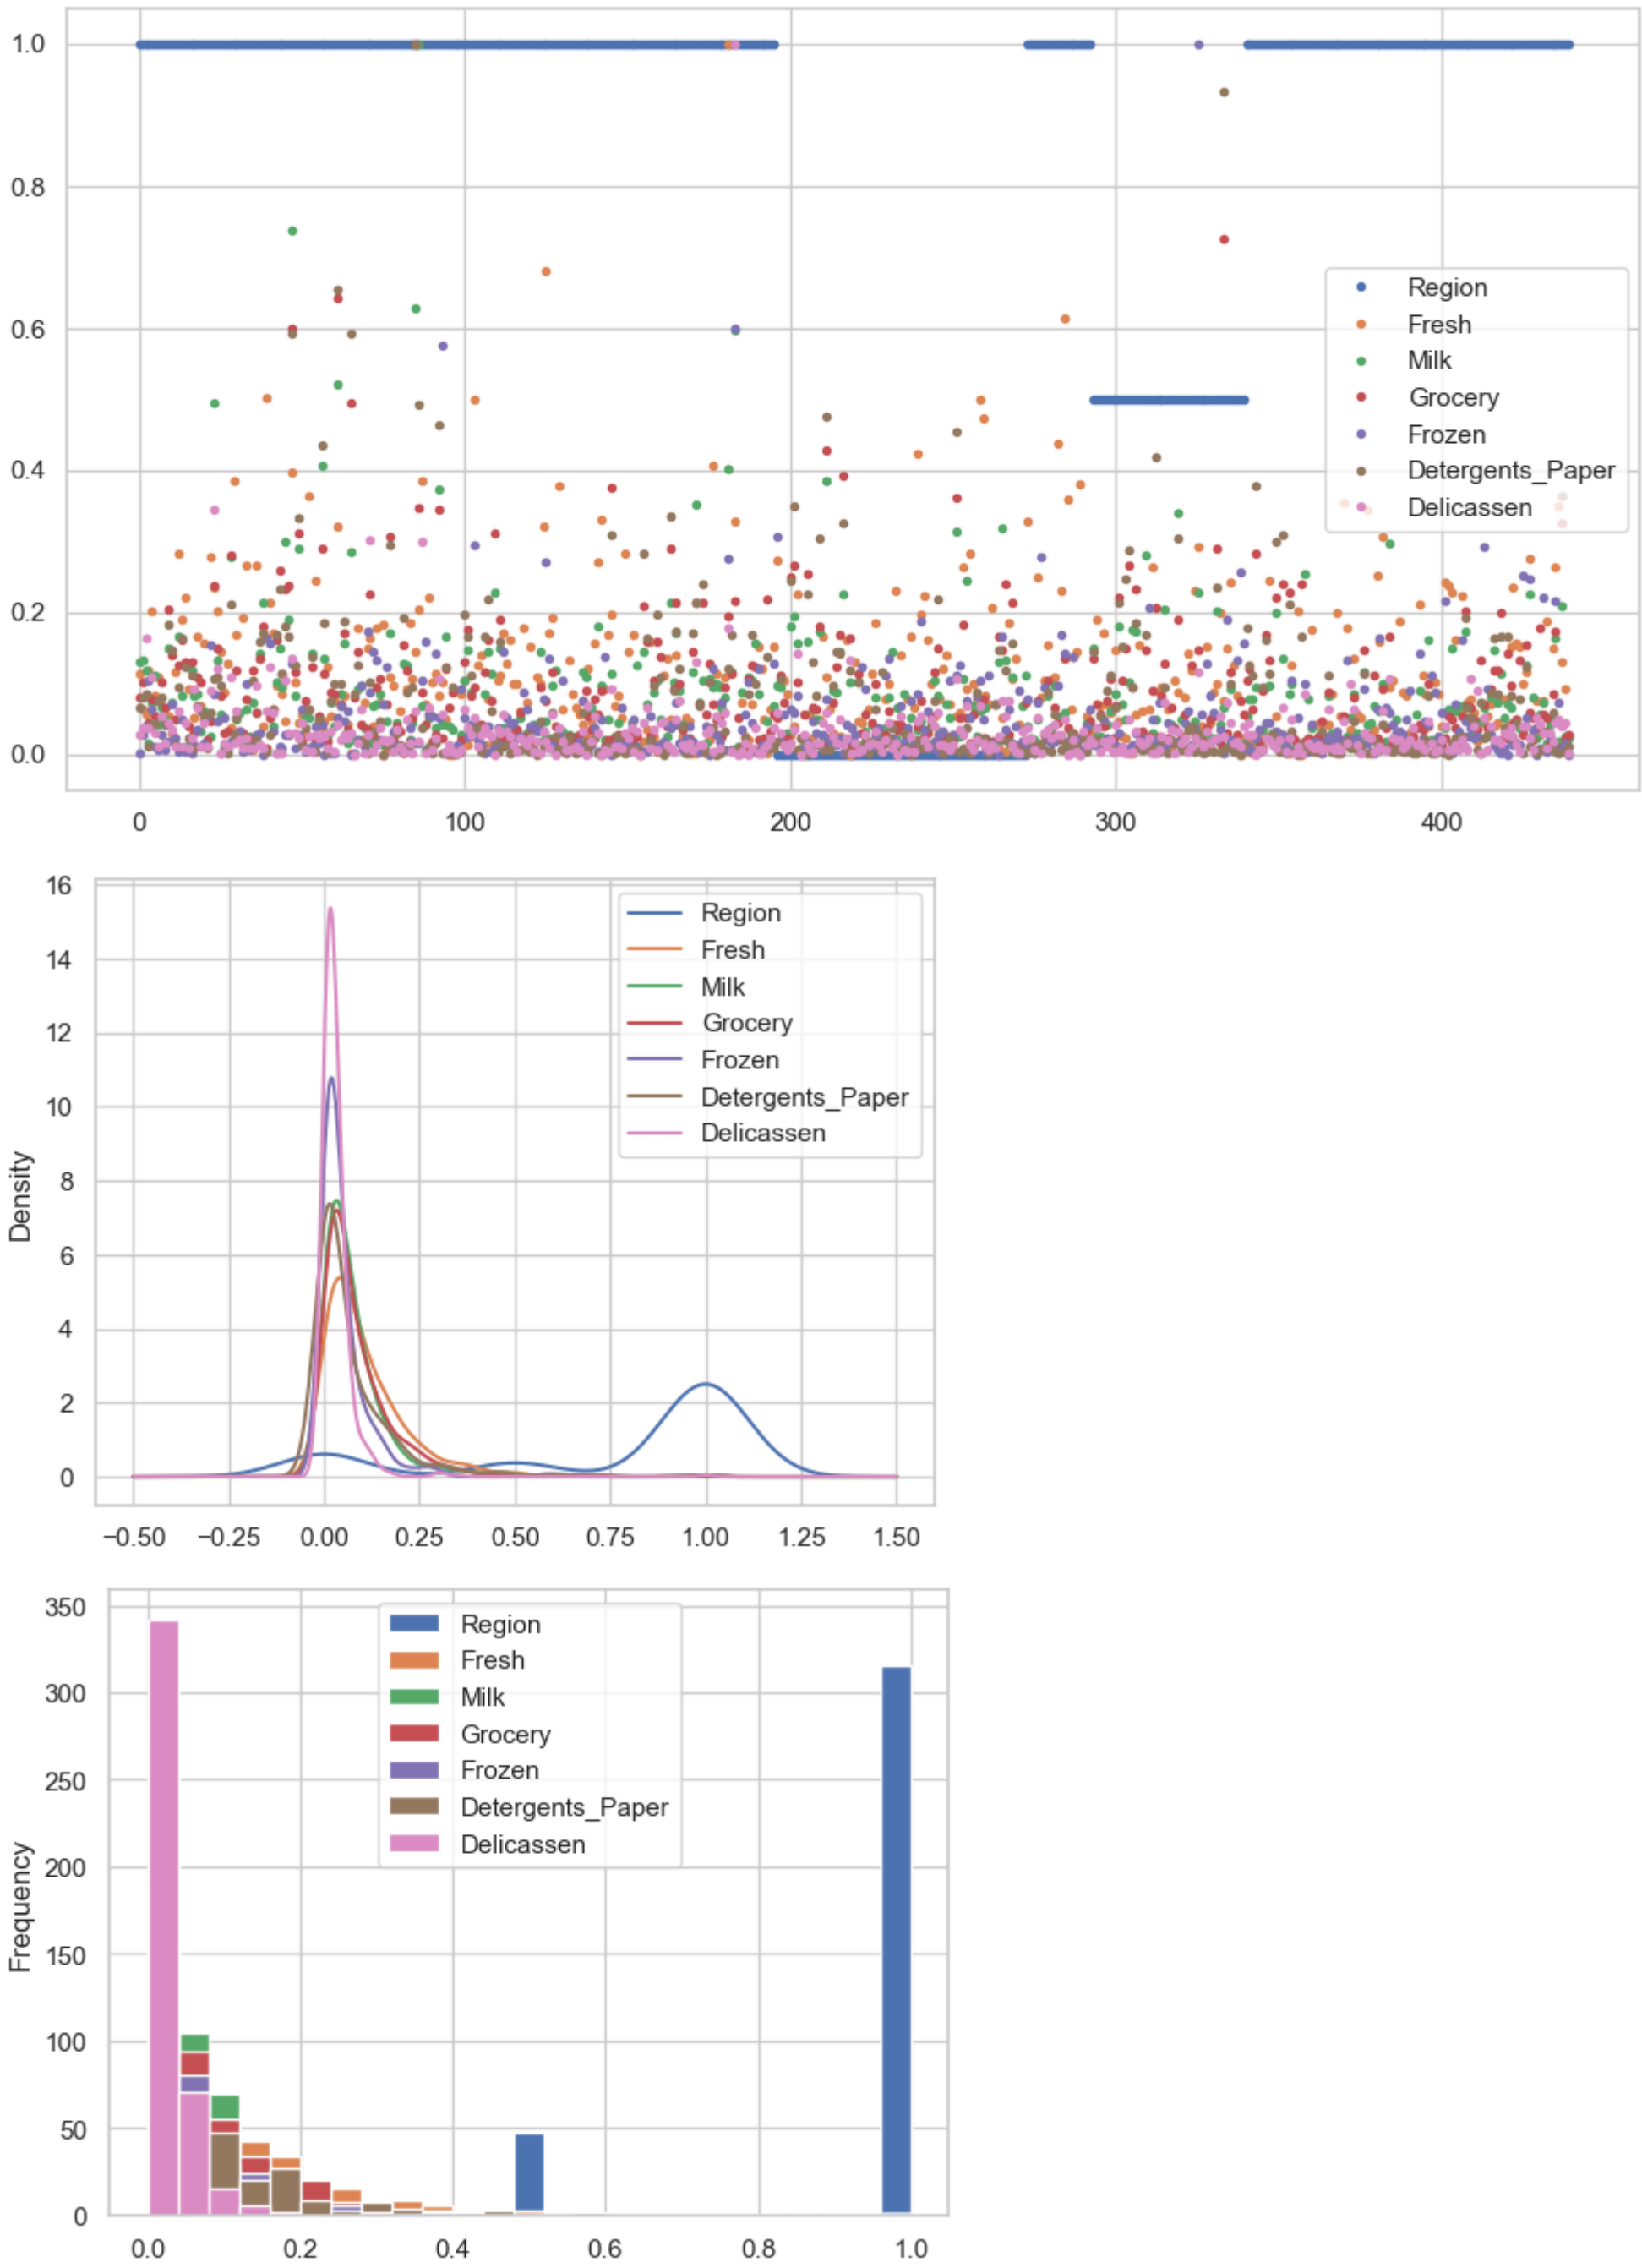 1.0
0.8
0.6
0.4
0.2
0.0
0
100
200
300
400
Region
Fresh
Milk
Grocery
Frozen
Detergents_Paper
Delicassen
16
14
12
10
8
6
4
2
0
Density
−0.50
−0.25
0.00
0.25
0.50
0.75
1.00
1.25
1.50
Region
Fresh
Milk
Grocery
Frozen
Detergents_Paper
Delicassen
350
300
250
200
150
100
50
0
Frequency
0.0
0.2
0.4
0.6
0.8
1.0
Region
Fresh
Milk
Grocery
Frozen
Detergents_Paper
Delicassen